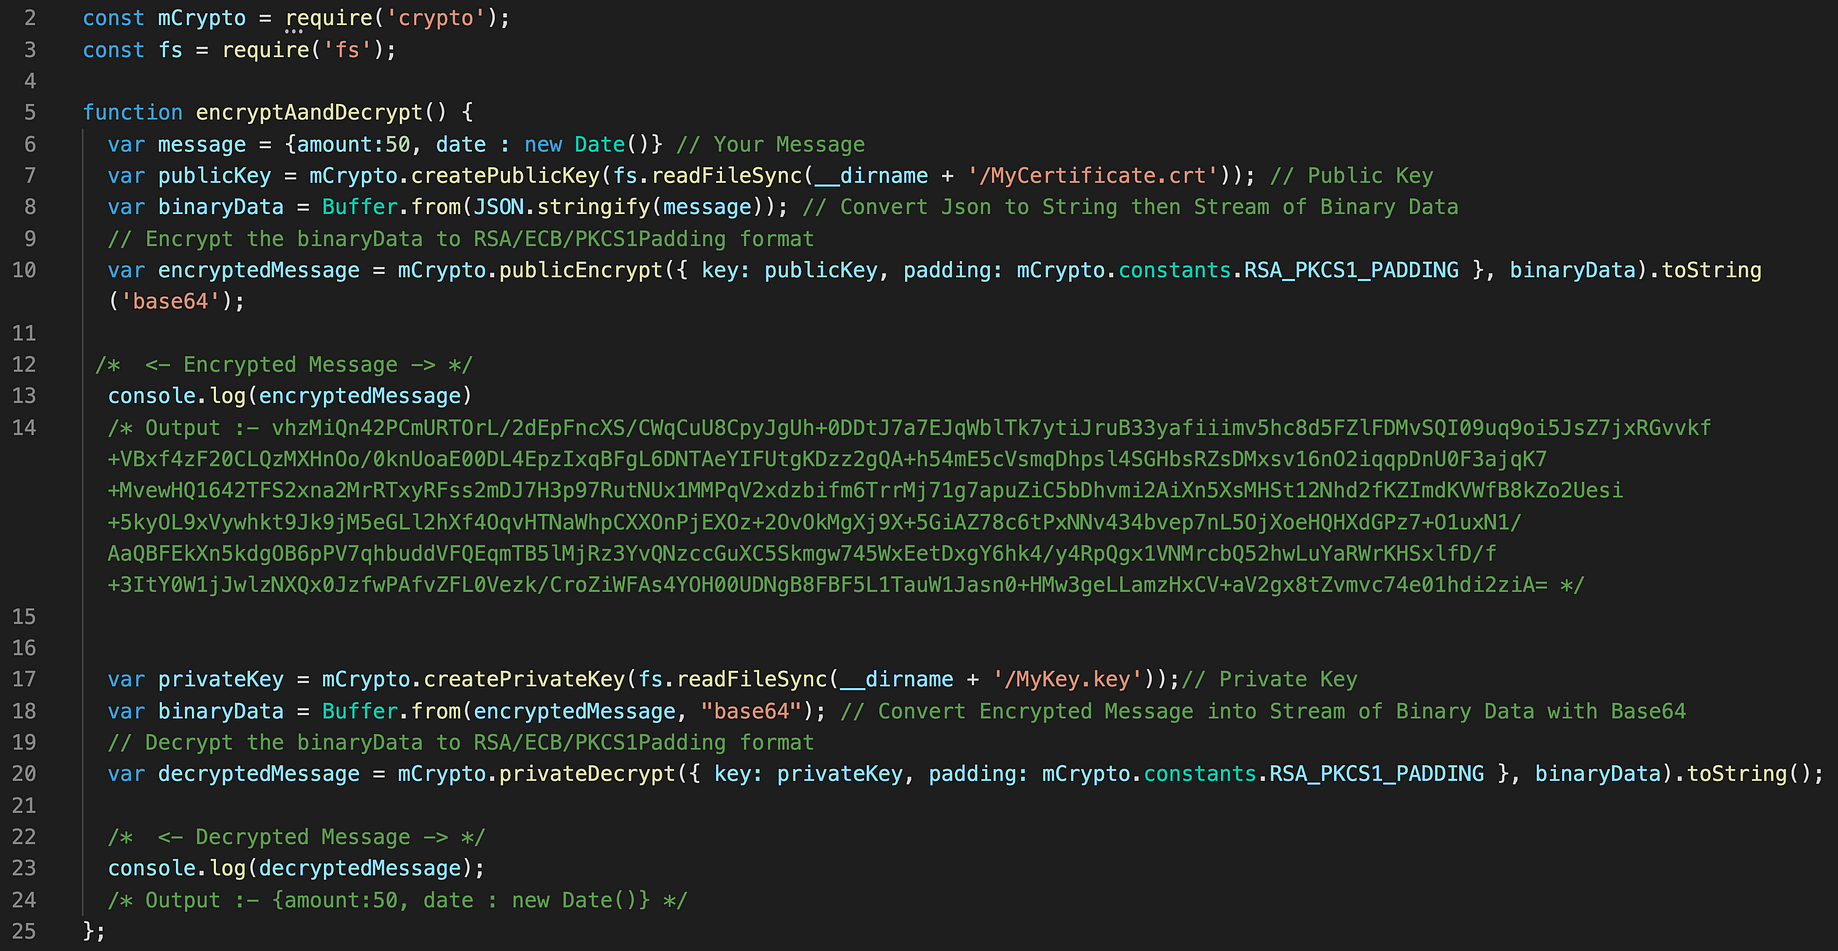 2 const mCrypto = require('crypto');
3 const fs = require('fs');
4
5 function encryptAandDecrypt() {
6 var message = {amount:50, date : new Date()} // Your Message
7 var publicKey = mCrypto.createPublicKey(fs.readFileSync(__dirname + '/MyCertificate.crt')); // Public Key
8 var binaryData = Buffer.from(JSON.stringify(message)); // Convert Json to String then Stream of Binary Data
9 // Encrypt the binaryData to RSA/ECB/PKCS1Padding format
10 var encryptedMessage = mCrypto.publicEncrypt({ key: publicKey, padding: mCrypto.constants.RSA_PKCS1_PADDING }, binaryData).toString
('base64');
11
12 /* <- Encrypted Message -> */
13 console.log(encryptedMessage)
14 /* Output :- vhzMiQn42PCmURTOrL/2dEpFncXS/CWqCuU8CpyJgUh+0DDtJ7a7EJqWblTk7ytiJruB33yafiiimv5hc8d5FZlFDMvSQI09uq9oi5JsZ7jxRGvvkf
+VBxf4zF20CLQzMXHnOo/0knUoaE00DL4EpzIxqBFgL6DNTAeYIFUtgKDzz2gQA+h54mE5cVsmqDhpsl4SGHbsRZsDMxsv16nO2iqqpDnU0F3ajqK7
+MvewHQ1642TFS2xna2MrRTxyRFss2mDJ7H3p97RutNUx1MMPqV2xdzbifm6TrrMj71g7apuZiC5bDhvmi2AiXn5XsMHSt12Nhd2fKZImdKVWfB8kZo2Uesi
+5kyOL9xVywhkt9Jk9jM5eGLl2hXf4OqvHTNaWhpCXXOnPjEXOz+2OvOkMgXj9X+5GiAZ78c6tPxNNv434bvep7nL5OjXoeHQHXdGPz7+O1uxN1/
AaQBFEkXn5kdgOB6pPV7qhbuddVFQEqmTB5lMjRz3YvQNzccGuXC5Skmgw745WxEetDxgY6hk4/y4RpQgx1VNMrcbQ52hwLuYaRWrKHSxlfD/f
+3ItY0W1jJwlzNXQx0JzfwPAfvZFL0Vezk/CroZiWFAs4YOH00UDNgB8FBF5L1TauW1Jasn0+HMw3geLLamzHxCV+aV2gx8tZvmvc74e01hdi2ziA= */
15
16
17 var privateKey = mCrypto.createPrivateKey(fs.readFileSync(__dirname + '/MyKey.key'));// Private Key
18 var binaryData = Buffer.from(encryptedMessage, "base64"); // Convert Encrypted Message into Stream of Binary Data with Base64
19 // Decrypt the binaryData to RSA/ECB/PKCS1Padding format
20 var decryptedMessage = mCrypto.privateDecrypt({ key: privateKey, padding: mCrypto.constants.RSA_PKCS1_PADDING }, binaryData).toString();
21
22 /* <- Decrypted Message -> */
23 console.log(decryptedMessage);
24 /* Output :- {amount:50, date : new Date()} */
25 };